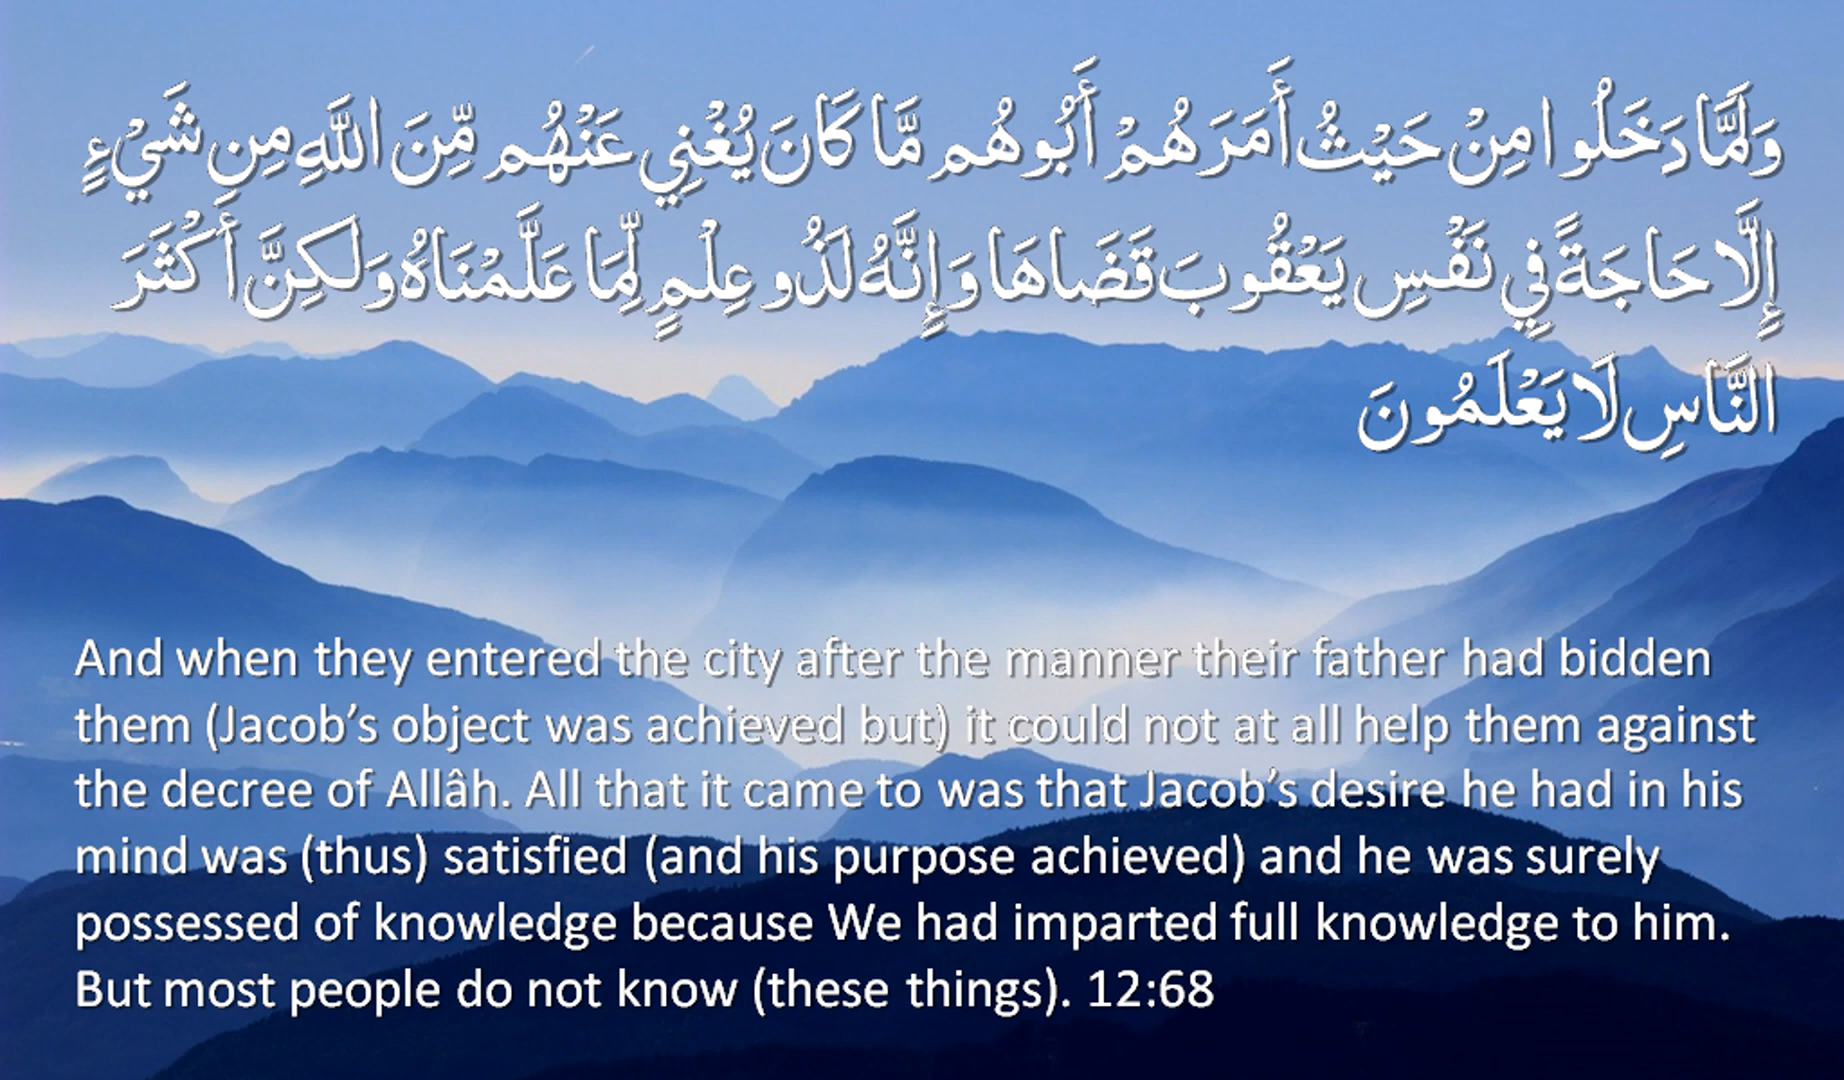 وَلَمَّا دَخَلُوا مِنْ حَيْثُ أَمَرَهُمْ أَبُوهُم مَّا كَانَ يُغْنِي عَنْهُم مِّنَ اللَّهِ مِن شَيْءٍ
إِلَّا حَاجَةً فِي نَفْسِ يَعْقُوبَ قَضَاهَا وَإِنَّهُ لَذُو عِلْمٍ لِّمَا عَلَّمْنَاهُ وَلَكِنَّ أَكْثَرَ
النَّاسِ لَا يَعْلَمُونَ
And when they entered the city after the manner their father had bidden
them (Jacob’s object was achieved but) it could not at all help them against
the decree of Allâh. All that it came to was that Jacob’s desire he had in his
mind was (thus) satisfied (and his purpose achieved) and he was surely
possessed of knowledge because We had imparted full knowledge to him.
But most people do not know (these things). 12:68